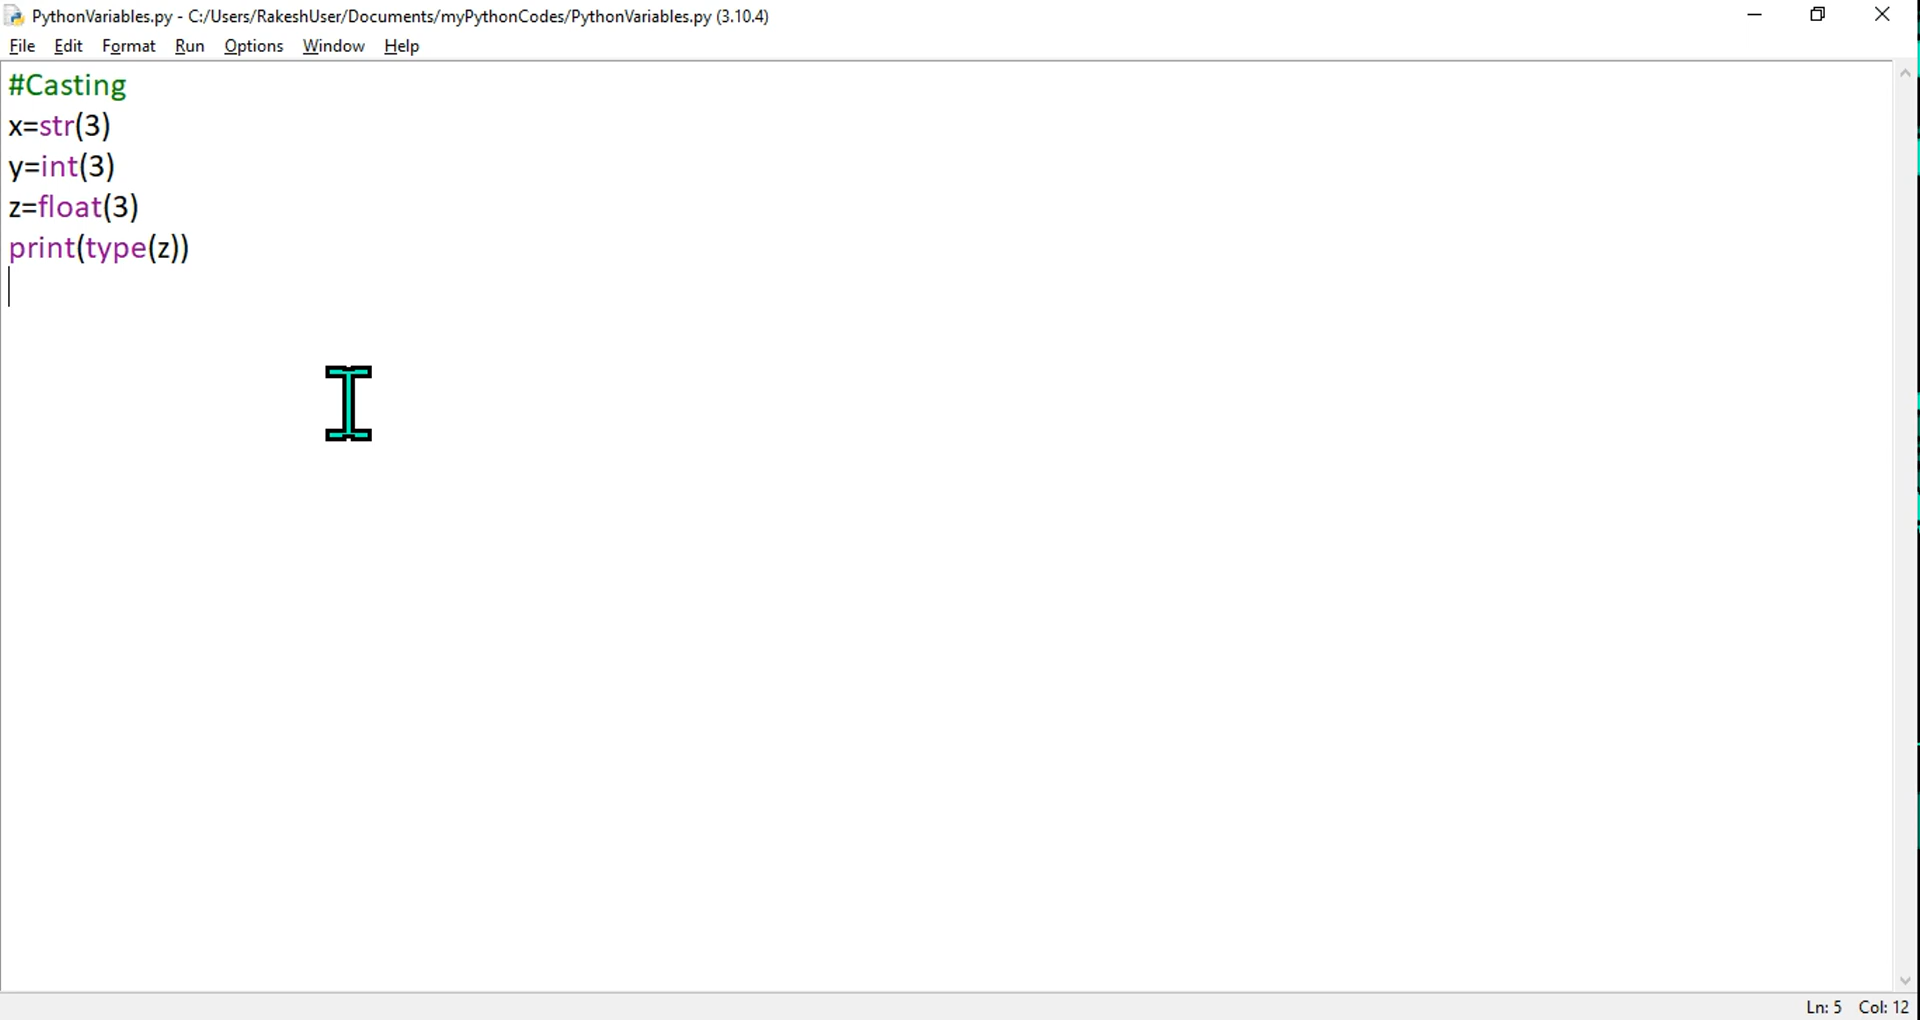 PythonVariables.py - C:/Users/RakeshUser/Documents/myPythonCodes/PythonVariables.py (3.10.4)
File Edit Format Run Options Window Help
#Casting
x=str(3)
y=int(3)
z=float(3)
print(type(z))
Ln: 5 Col: 12